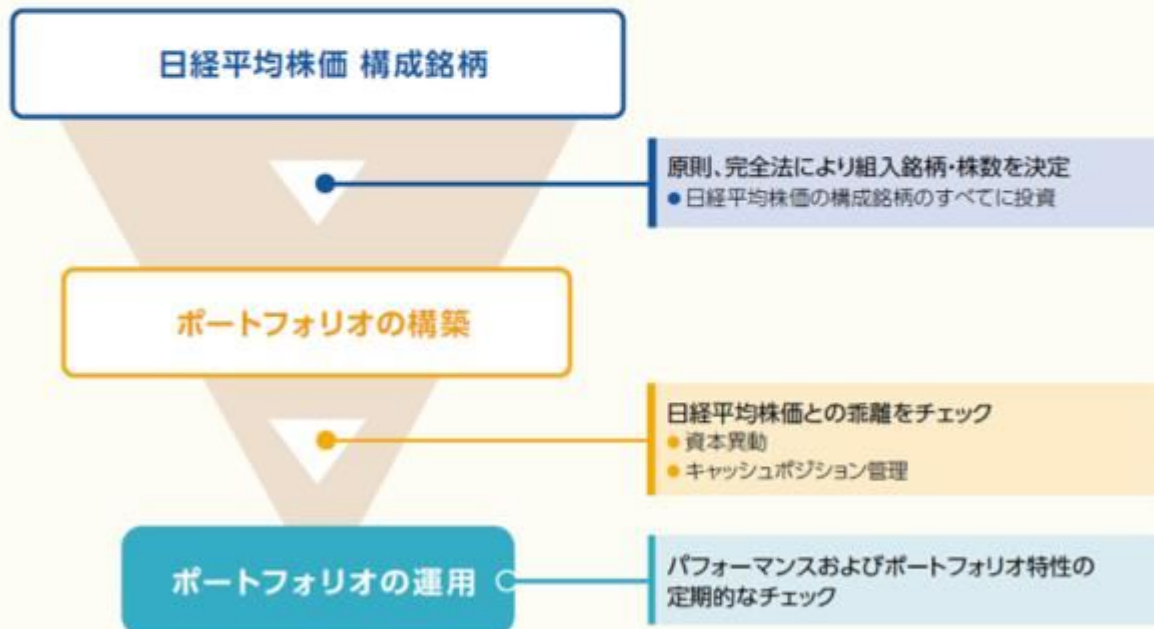 日経平均株価 構成銘柄
原則、完全法により組入銘柄・株数を決定
● 日経平均株価の構成銘柄のすべてに投資
ポートフォリオの構築
日経平均株価との乖離をチェック
● 資本異動
● キャッシュポジション管理
ポートフォリオの運用
パフォーマンスおよびポートフォリオ特性の
定期的なチェック